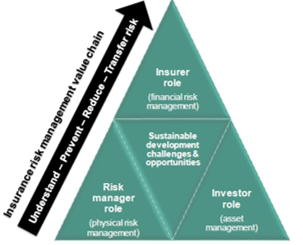 Insurance risk management value chain
Understand – Prevent – Reduce – Transfer risk
Insurer
role
(financial risk
management)
Sustainable
development
challenges &
opportunities
Risk
manager
role
(physical risk
management)
Investor
role
(asset
management)